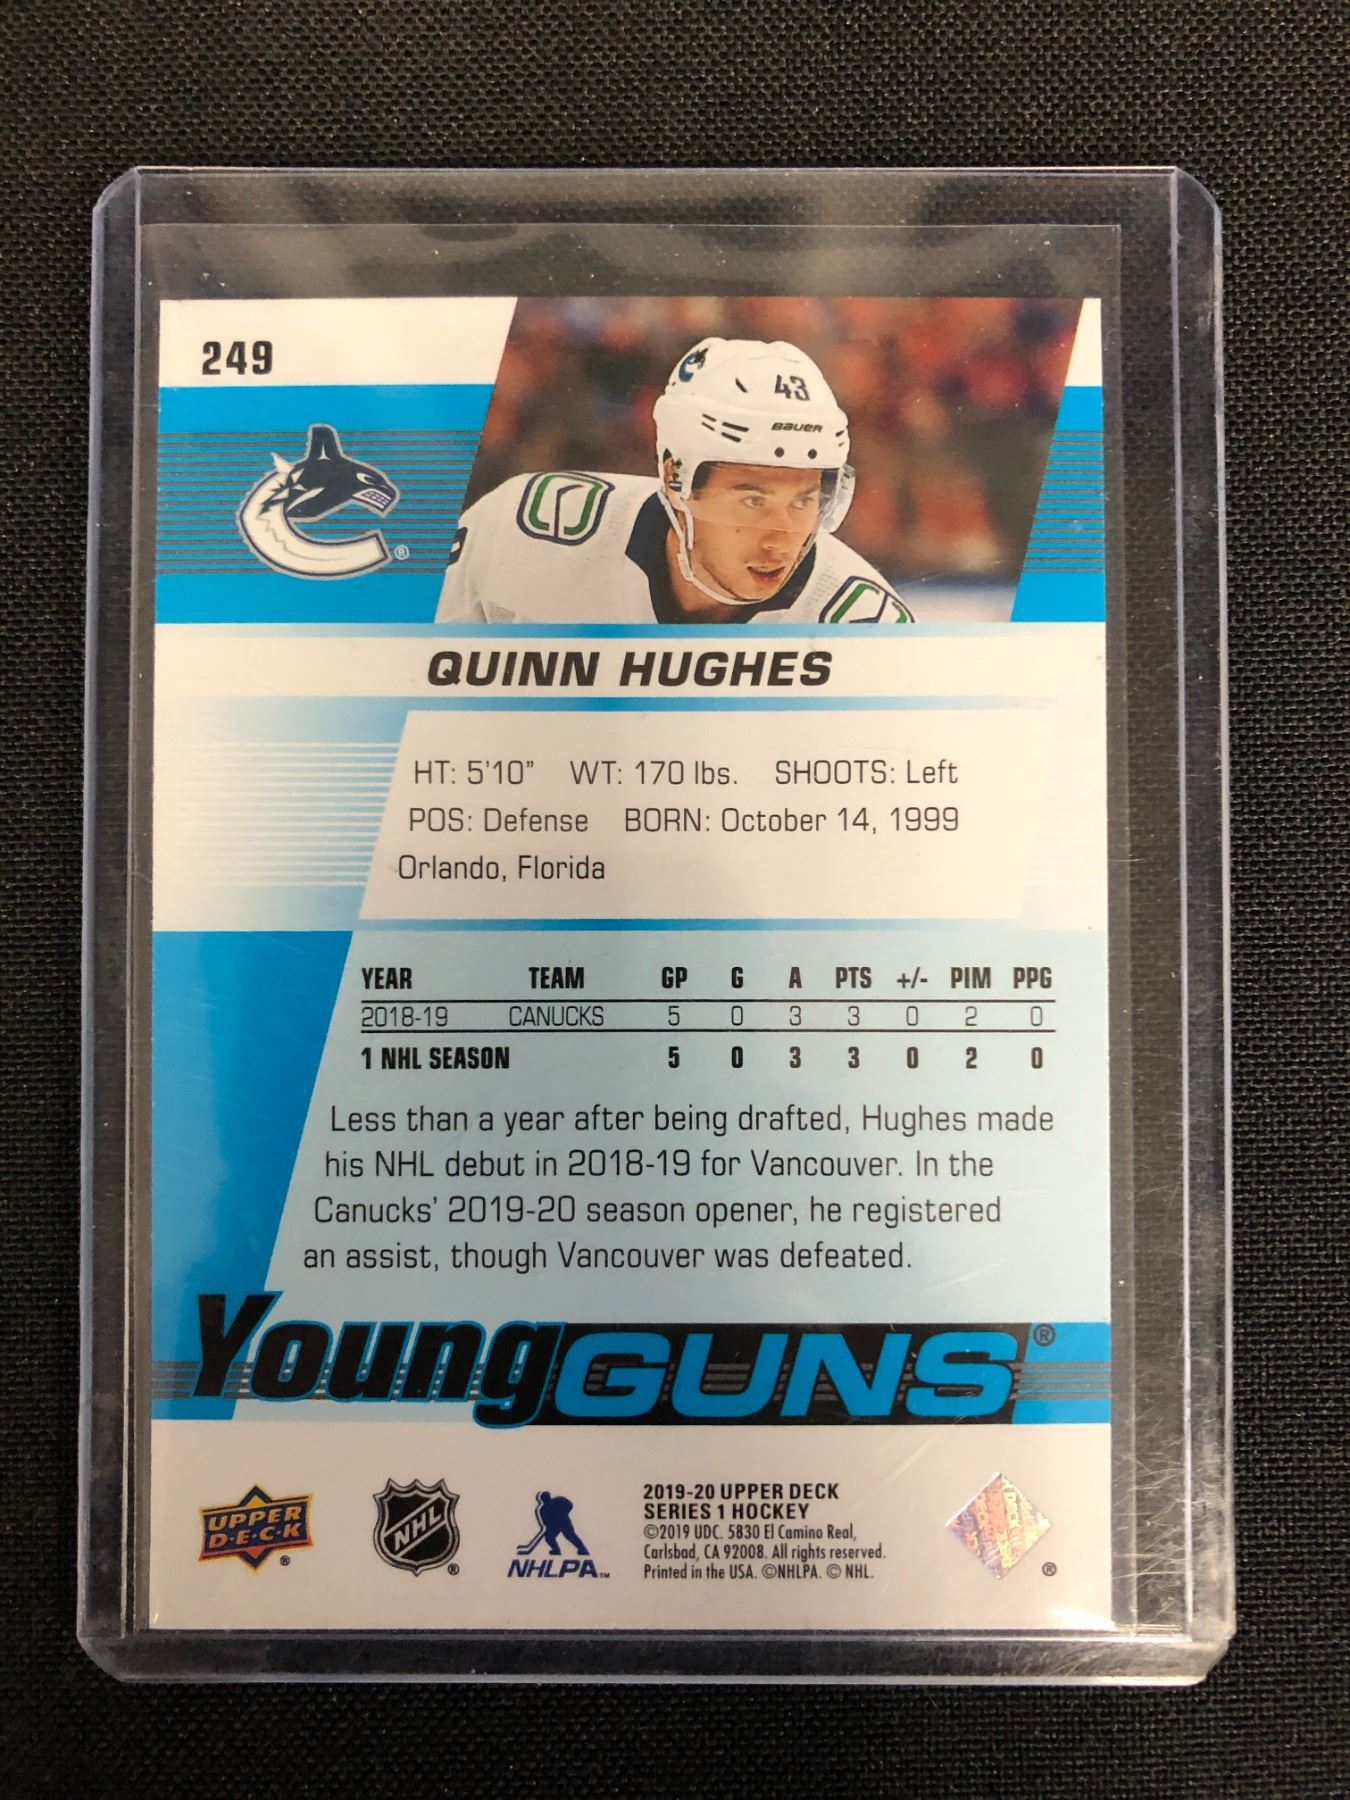 249
43
BAUER
®
QUINN HUGHES
HT: 5'10" WT: 170 lbs. SHOOTS: Left
POS: Defense BORN: October 14, 1999
Orlando, Florida
YEAR TEAM GP G A PTS +/- PIM PPG
2018-19 CANUCKS 5 0 3 3 0 2 0
1 NHL SEASON 5 0 3 3 0 2 0
Less than a year after being drafted, Hughes made
his NHL debut in 2018-19 for Vancouver. In the
Canucks' 2019-20 season opener, he registered
an assist, though Vancouver was defeated.
Young GUNS®
UPPER
D·E·C·K
®
NHL
®
NHLPA™
2019-20 UPPER DECK
SERIES 1 HOCKEY
©2019 UDC. 5830 El Camino Real,
Carlsbad, CA 92008. All rights reserved.
Printed in the USA. ©NHLPA. © NHL.
®